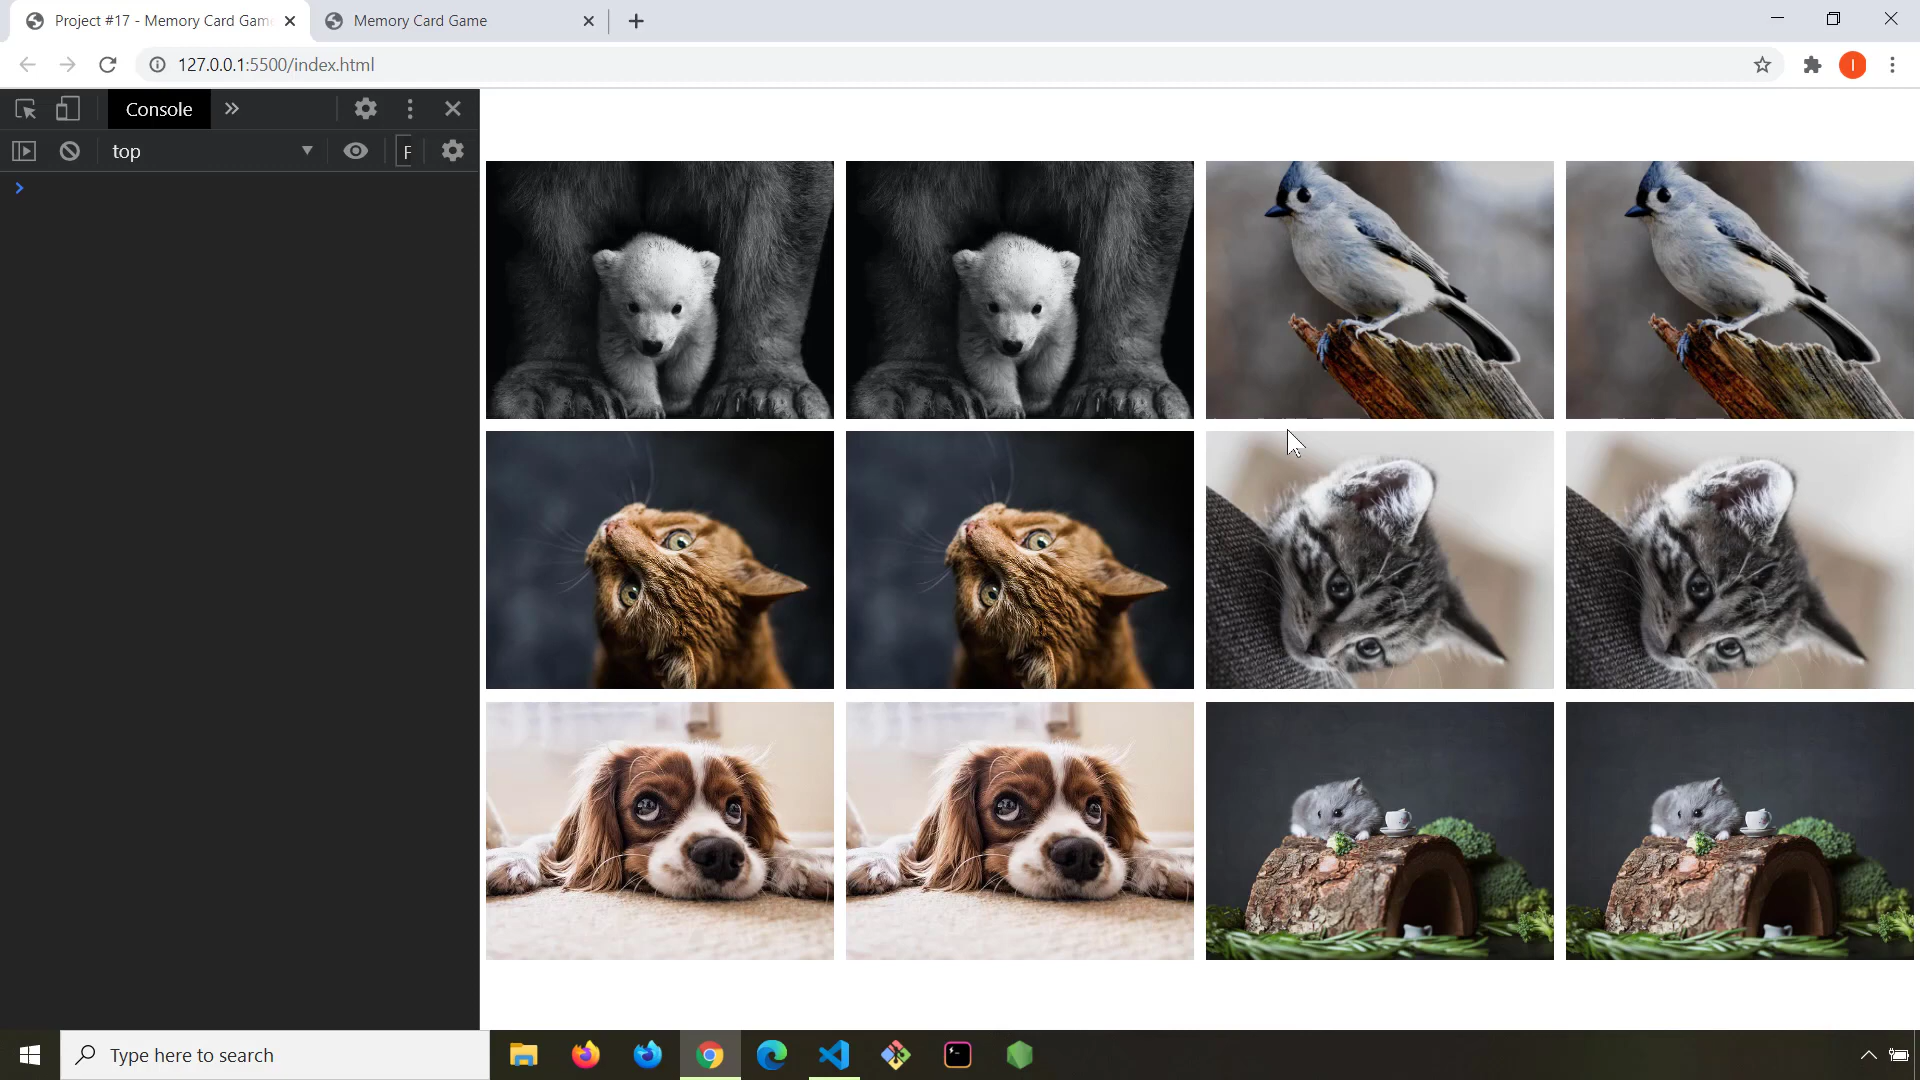 Project #17 - Memory Card Gam
Memory Card Game
127.0.0.1:5500/index.html
I
Console
top
F
Type here to search